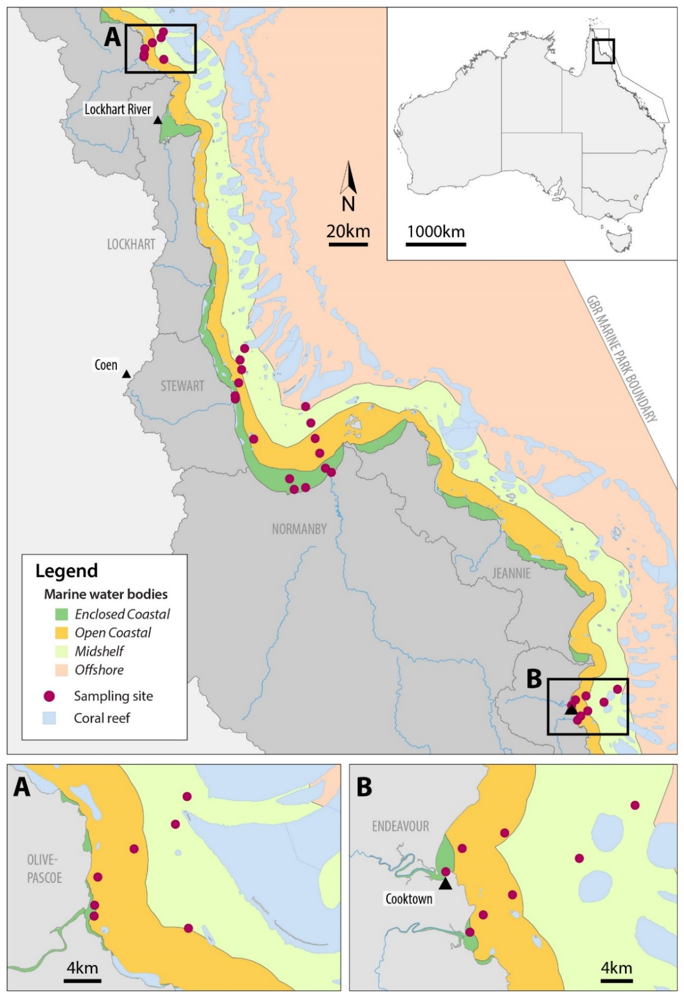 A
Lockhart River
N
20km
1000km
LOCKHART
GBR MARINE PARK BOUNDARY
Coen
STEWART
NORMANBY
JEANNIE
Legend
Marine water bodies
Enclosed Coastal
Open Coastal
Midshelf
Offshore
Sampling site
Coral reef
B
A
OLIVE-
PASCOE
4km
B
ENDEAVOUR
Cooktown
4km